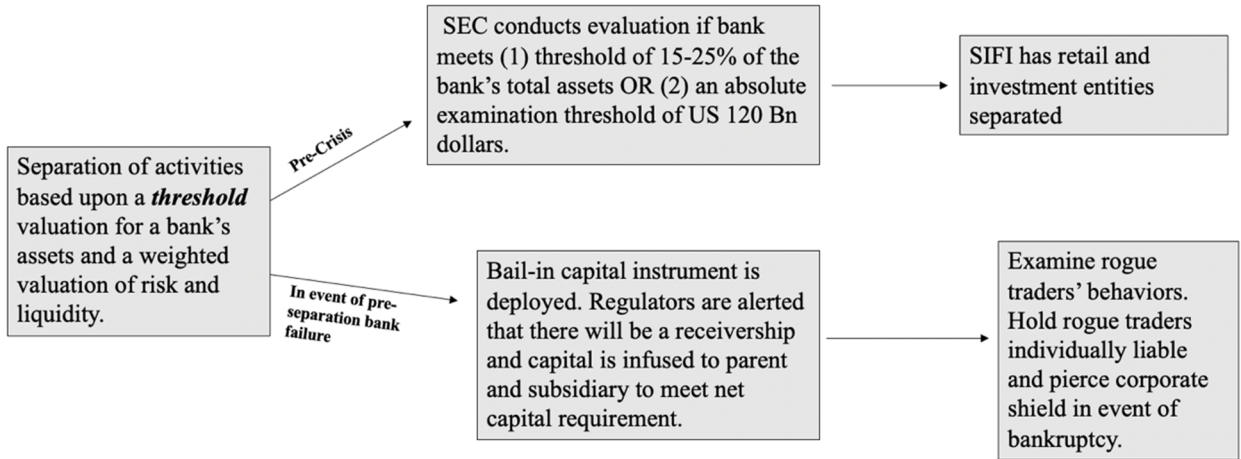 Separation of activities
based upon a threshold
valuation for a bank's
assets and a weighted
valuation of risk and
liquidity.
Pre-Crisis
SEC conducts evaluation if bank
meets (1) threshold of 15-25% of the
bank's total assets OR (2) an absolute
examination threshold of US 120 Bn
dollars.
SIFI has retail and
investment entities
separated
In event of pre-
separation bank
failure
Bail-in capital instrument is
deployed. Regulators are alerted
that there will be a receivership
and capital is infused to parent
and subsidiary to meet net
capital requirement.
Examine rogue
traders' behaviors.
Hold rogue traders
individually liable
and pierce corporate
shield in event of
bankruptcy.